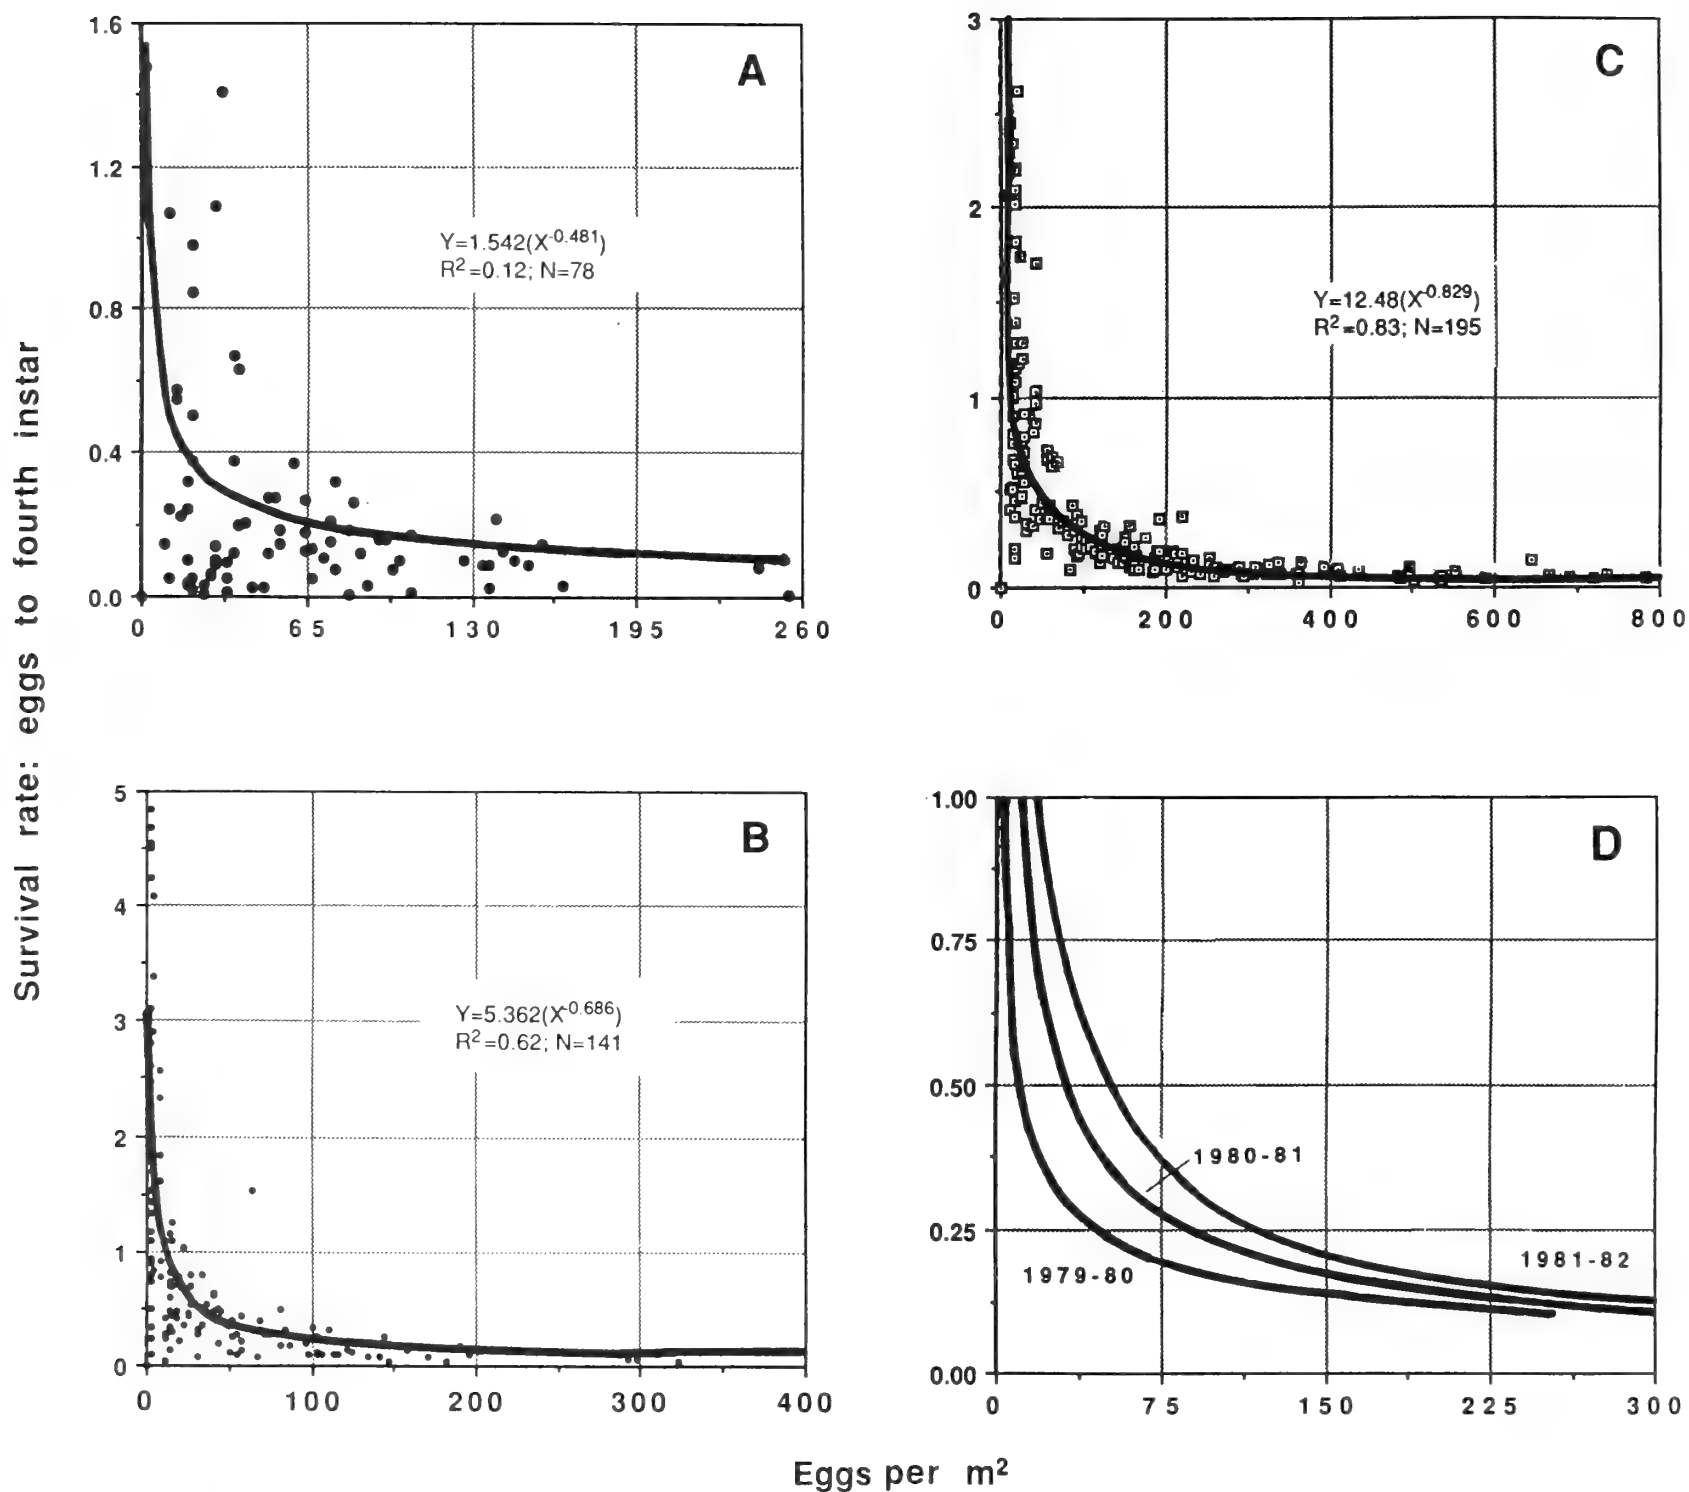 Survival rate: eggs to fourth instar
1.6
1.2
0.8
0.4
0.0
0 65 130 195 260
A
Y=1.542(X-0.481)
R2=0.12; N=78
3
2
1
0
0 200 400 600 800
C
Y=12.48(X-0.829)
R2=0.83; N=195
5
4
3
2
1
0
0 100 200 300 400
B
Y=5.362(X-0.686)
R2=0.62; N=141
1.00
0.75
0.50
0.25
0.00
0 75 150 225 300
D
1980-81
1981-82
1979-80
Eggs per m2